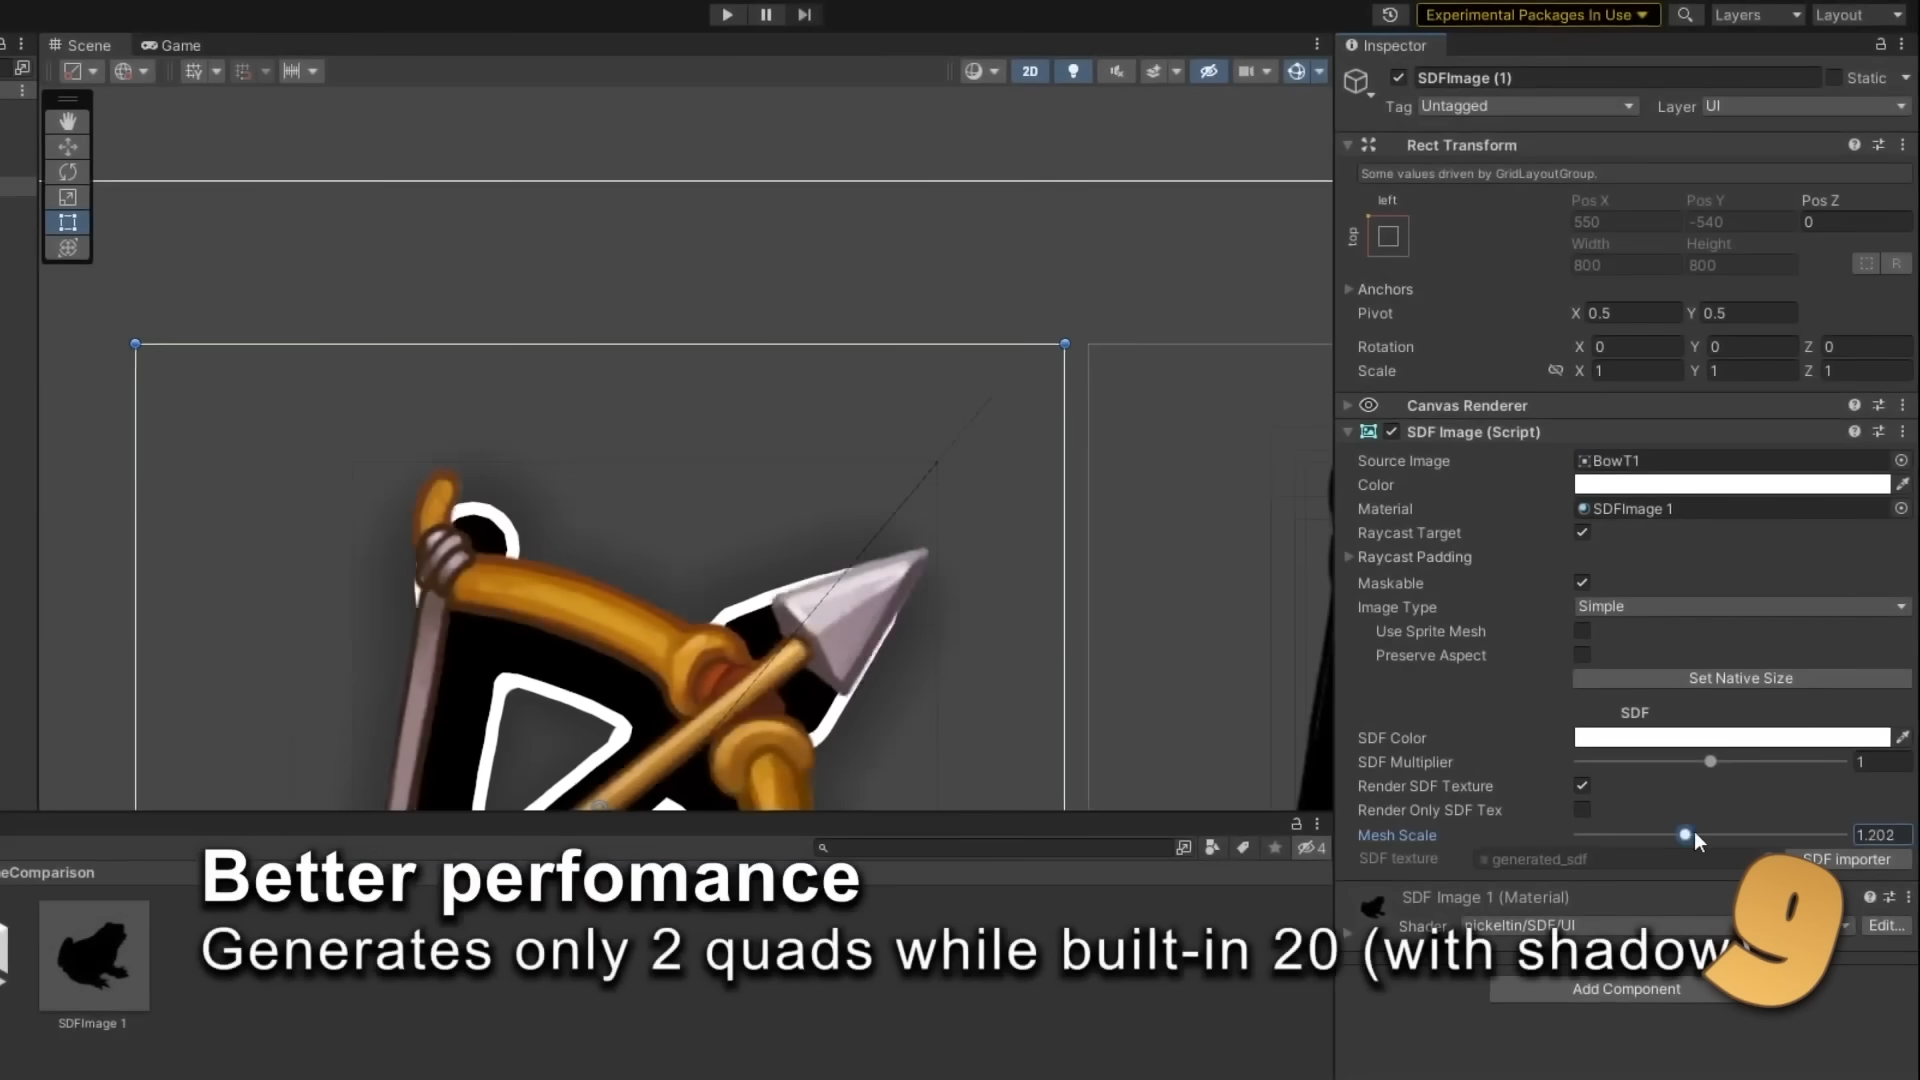 Experimental Packages In Use
Layers
Layout
Scene
Game
Inspector
2D
SDFImage (1)
Static
Tag Untagged
Layer UI
Rect Transform
Some values driven by GridLayoutGroup.
left
top
Pos X Pos Y Pos Z
550 -540 0
Width Height
800 800
R
Anchors
Pivot X 0.5 Y 0.5
Rotation X 0 Y 0 Z 0
Scale X 1 Y 1 Z 1
Canvas Renderer
SDF Image (Script)
Source Image BowT1
Color
Material SDFImage 1
Raycast Target
Raycast Padding
Maskable
Image Type Simple
Use Sprite Mesh
Preserve Aspect
Set Native Size
SDF
SDF Color
SDF Multiplier 1
Render SDF Texture
Render Only SDF Tex
Mesh Scale 1.202
SDF texture generated_sdf SDF importer
4
eComparison
SDFImage 1
Better perfomance
Generates only 2 quads while built-in 20 (with shadow
9
SDF Image 1 (Material)
Shader nickeltin/SDF/UI Edit...
Add Component